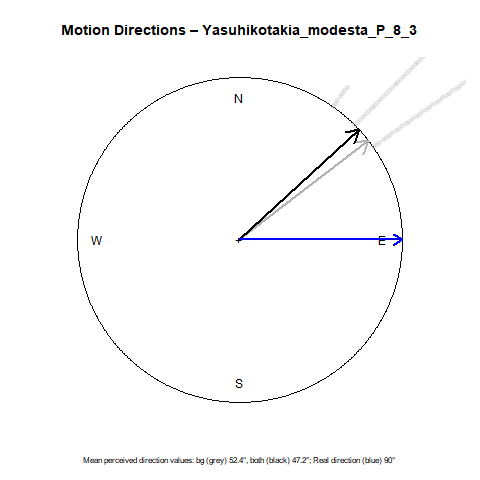 Motion Directions – Yasuhikotakia_modesta_P_8_3
N
W
E
S
Mean perceived direction values: bg (grey) 52.4°, both (black) 47.2°; Real direction (blue) 90°